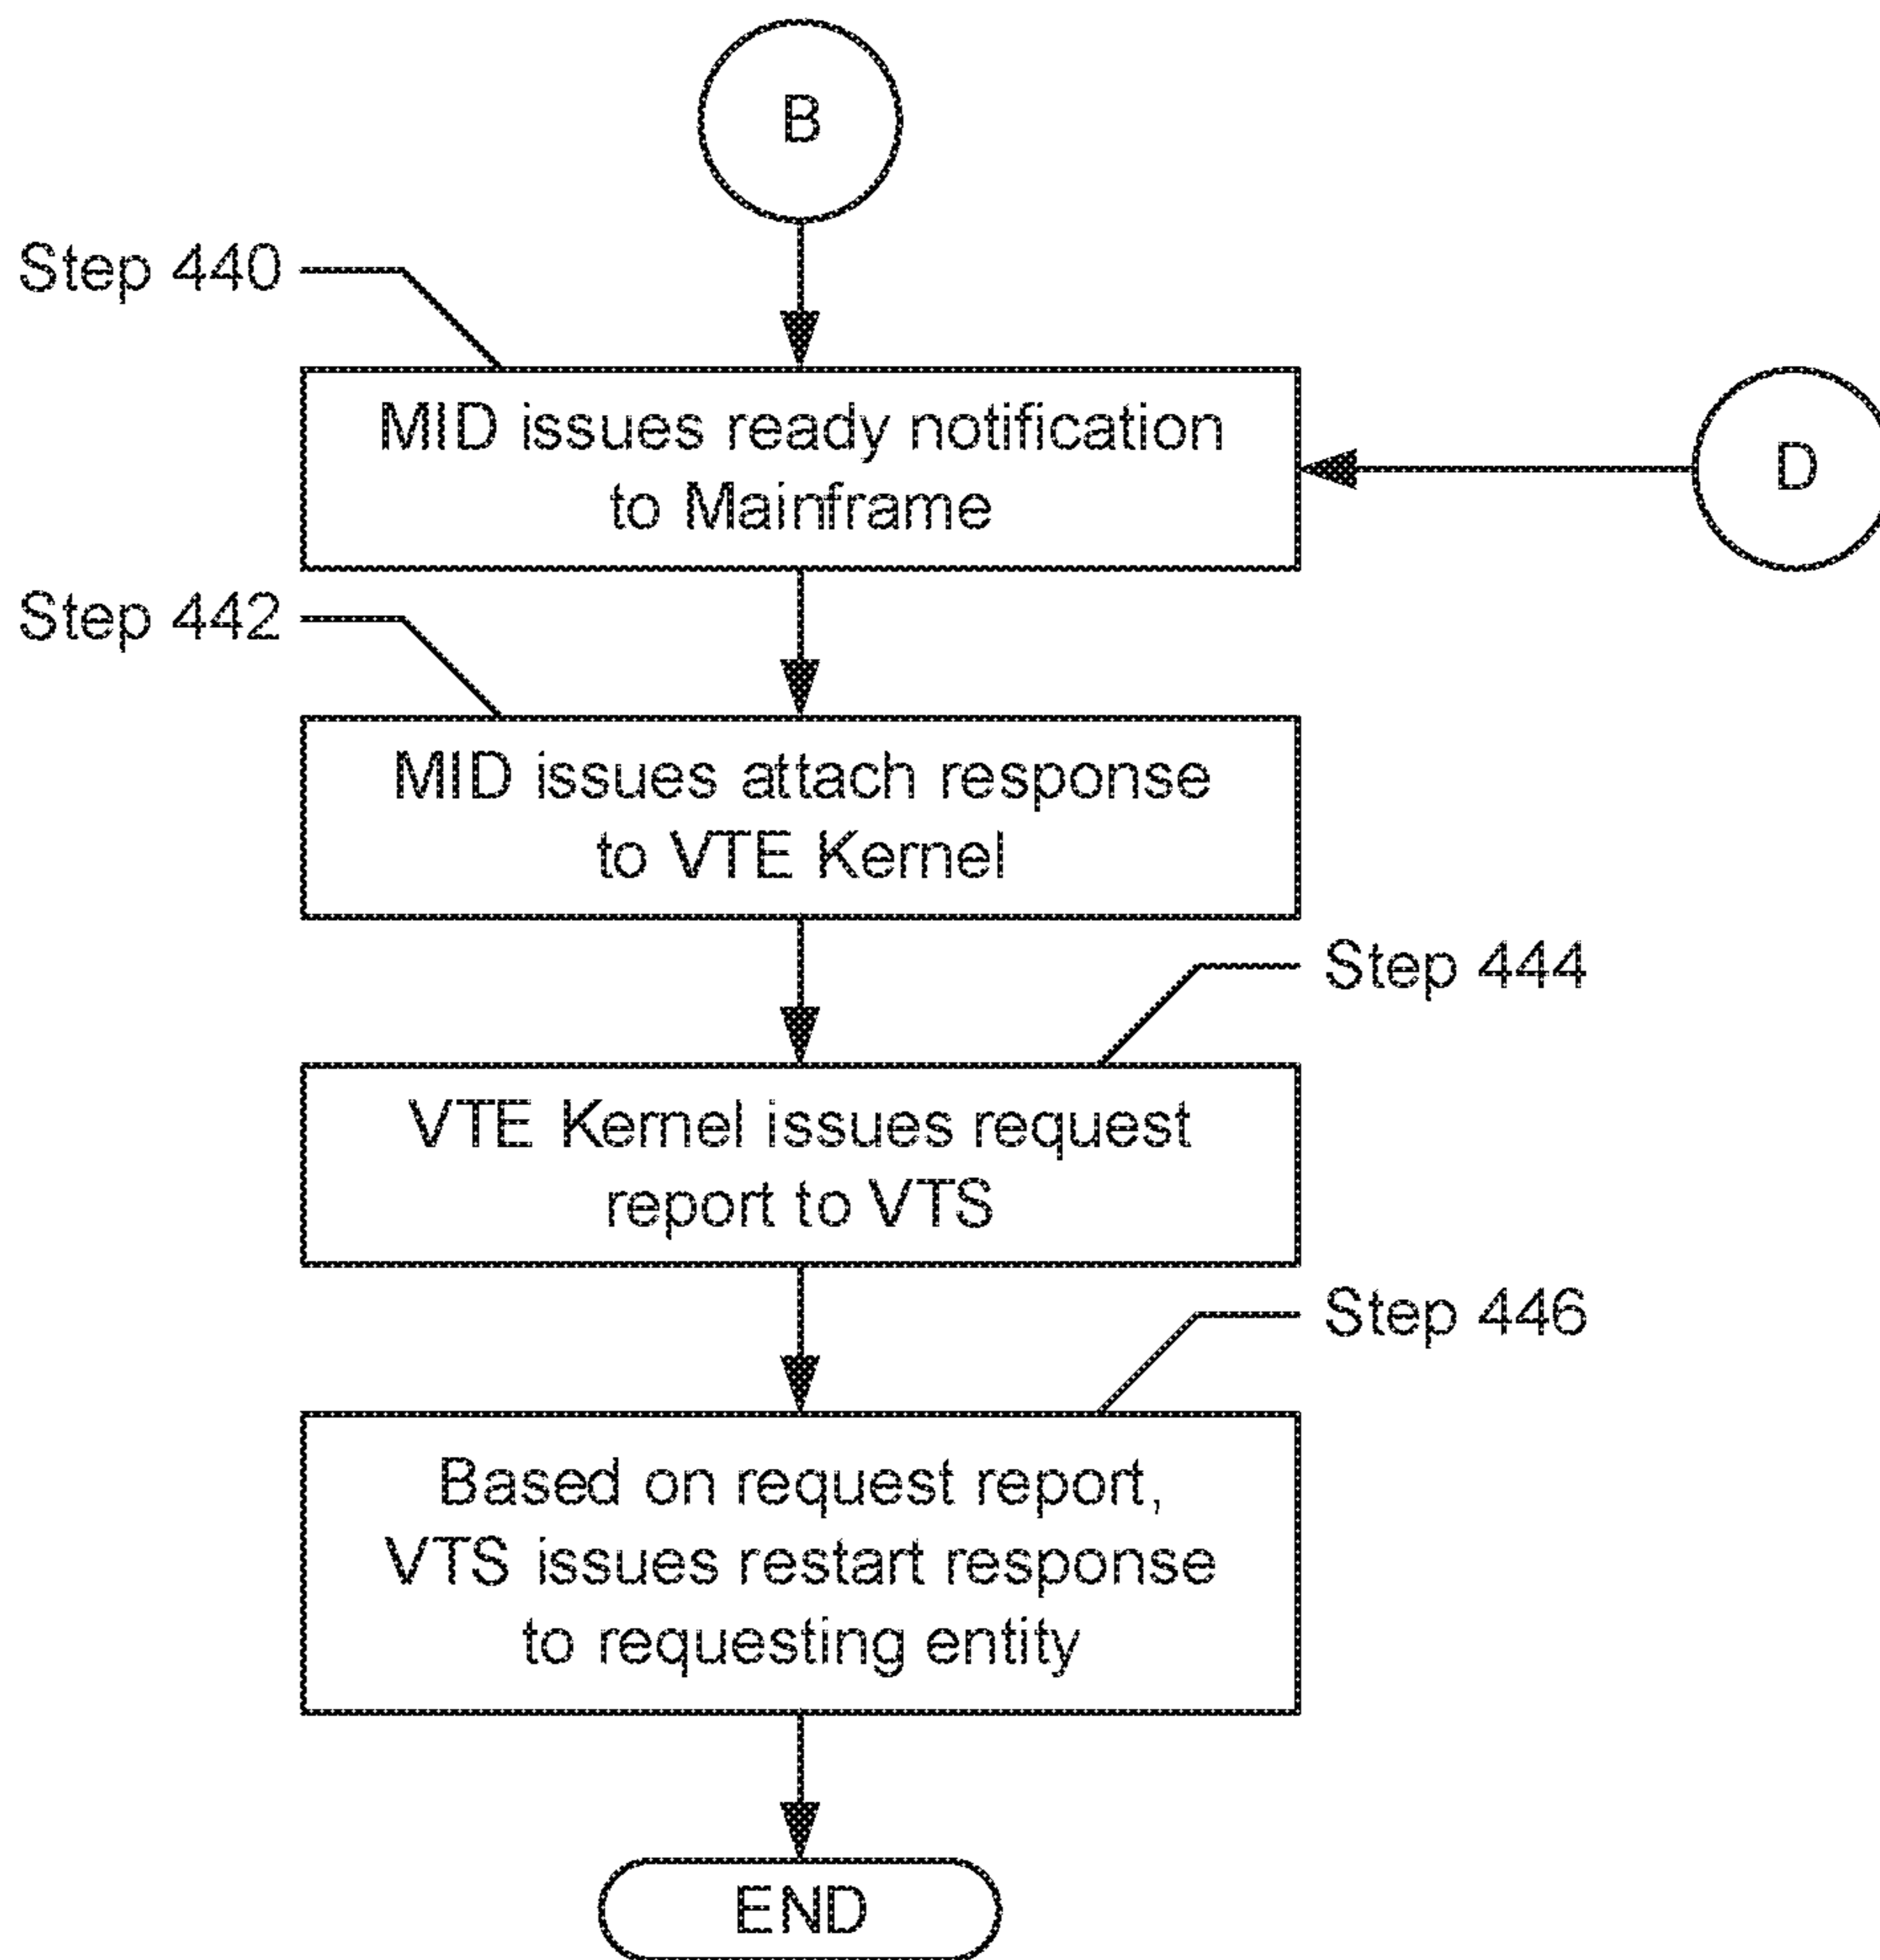 B
Step 440
MID issues ready notification
to Mainframe
D
Step 442
MID issues attach response
to VTE Kernel
Step 444
VTE Kernel issues request
report to VTS
Step 446
Based on request report,
VTS issues restart response
to requesting entity
END